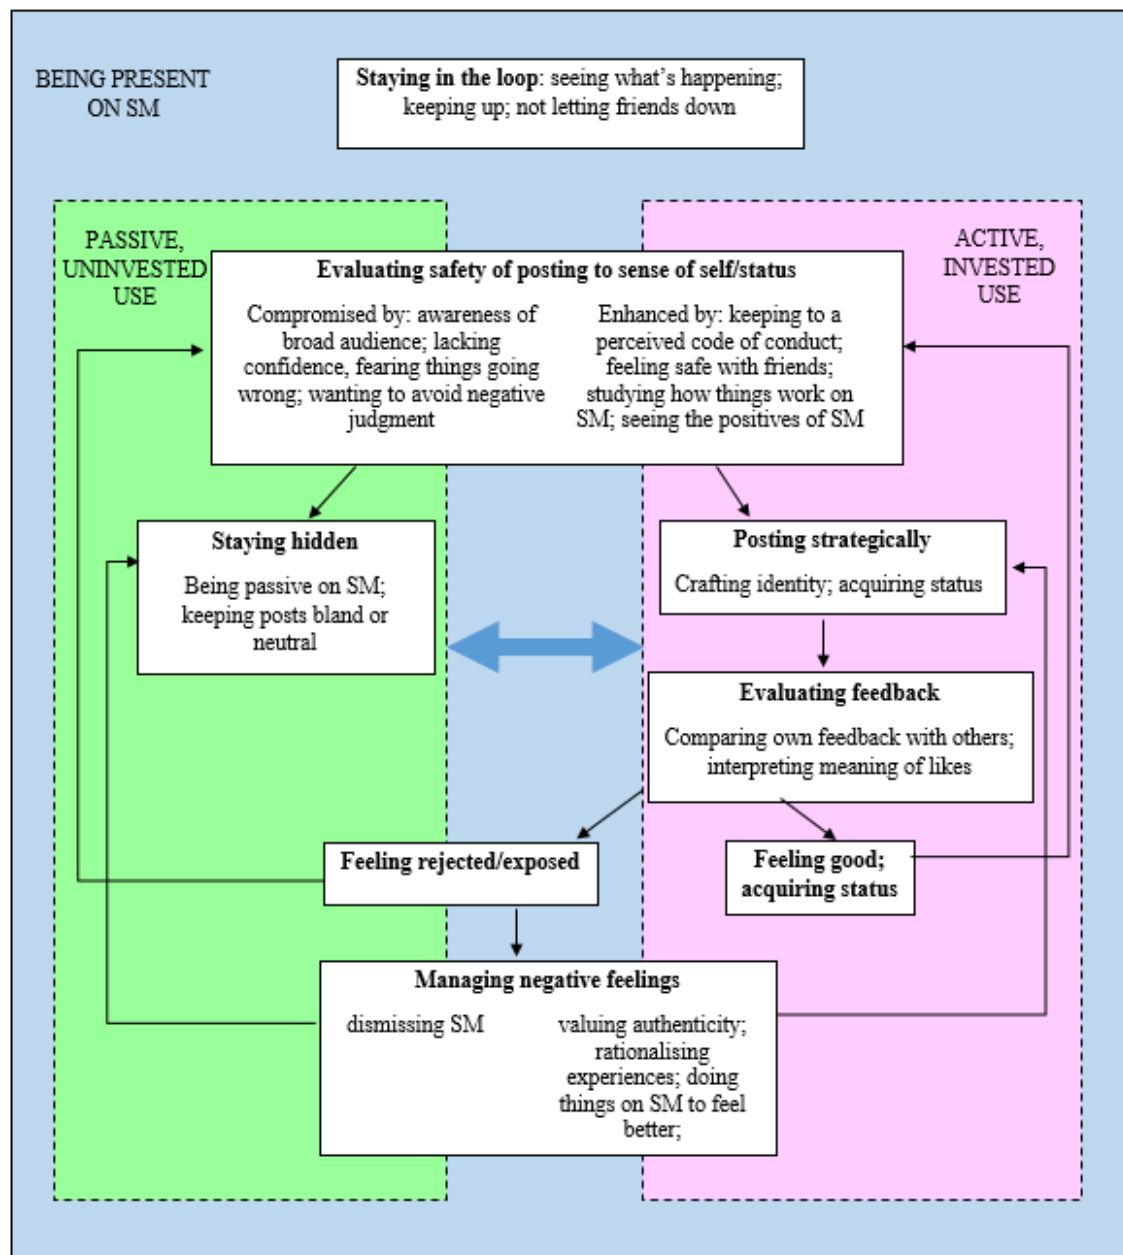 BEING PRESENT
ON SM
Staying in the loop: seeing what's happening;
keeping up; not letting friends down
PASSIVE,
UNINVESTED
USE
ACTIVE,
INVESTED
USE
Evaluating safety of posting to sense of self/status
Compromised by: awareness of
broad audience; lacking
confidence, fearing things going
wrong; wanting to avoid negative
judgment
Enhanced by: keeping to a
perceived code of conduct;
feeling safe with friends;
studying how things work on
SM; seeing the positives of SM
Staying hidden
Being passive on SM;
keeping posts bland or
neutral
Posting strategically
Crafting identity; acquiring status
Evaluating feedback
Comparing own feedback with others;
interpreting meaning of likes
Feeling rejected/exposed
Feeling good;
acquiring status
Managing negative feelings
dismissing SM
valuing authenticity;
rationalising
experiences; doing
things on SM to feel
better;